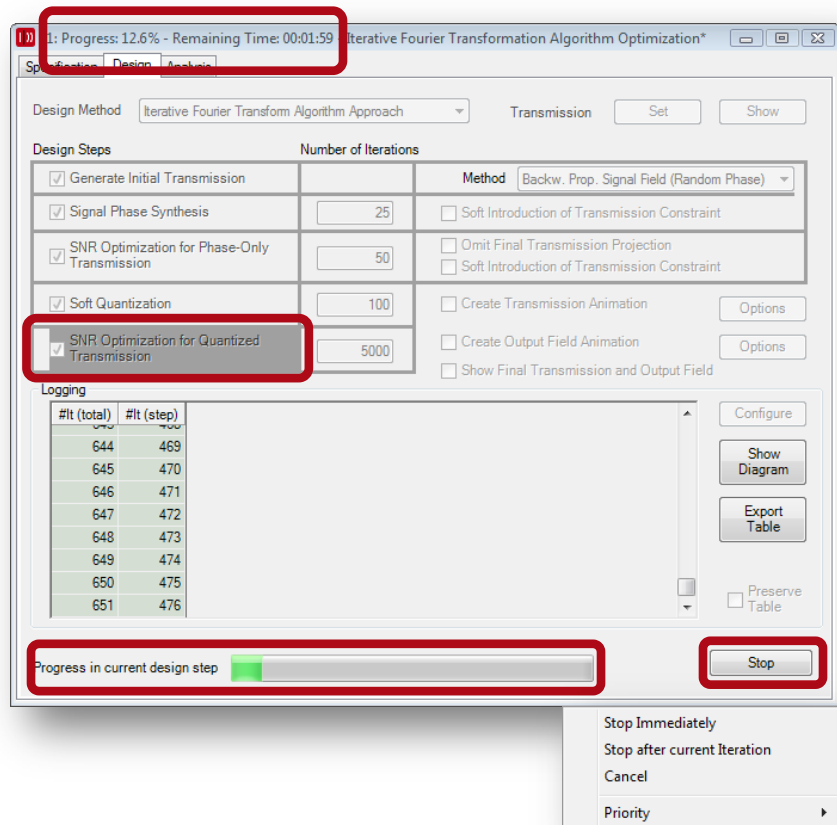 1: Progress: 12.6% - Remaining Time: 00:01:59 - Iterative Fourier Transformation Algorithm Optimization*
Specification Design Analysis
Design Method Iterative Fourier Transform Algorithm Approach Transmission Set Show
Design Steps Number of Iterations
Generate Initial Transmission Method Backw. Prop. Signal Field (Random Phase)
Signal Phase Synthesis 25 Soft Introduction of Transmission Constraint
SNR Optimization for Phase-Only
Transmission
50
Omit Final Transmission Projection
Soft Introduction of Transmission Constraint
Soft Quantization 100 Create Transmission Animation Options
SNR Optimization for Quantized
Transmission
5000
Create Output Field Animation Options
Show Final Transmission and Output Field
Logging
#It (total) #It (step)
644 469
645 470
646 471
647 472
648 473
649 474
650 475
651 476
Configure
Show
Diagram
Export
Table
Preserve
Table
Progress in current design step
Stop
Stop Immediately
Stop after current Iteration
Cancel
Priority